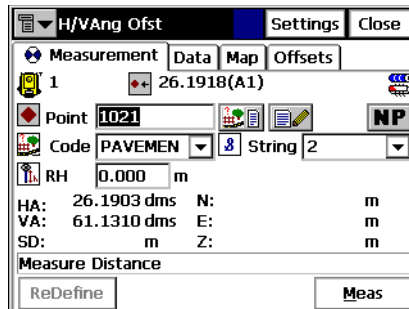 H/VAng Ofst Settings Close
Measurement Data Map Offsets
1 26.1918(A1)
Point 1021 NP
Code PAVEMEN String 2
RH 0.000 m
HA: 26.1903 dms N: m
VA: 61.1310 dms E: m
SD: m Z: m
Measure Distance
ReDefine Meas